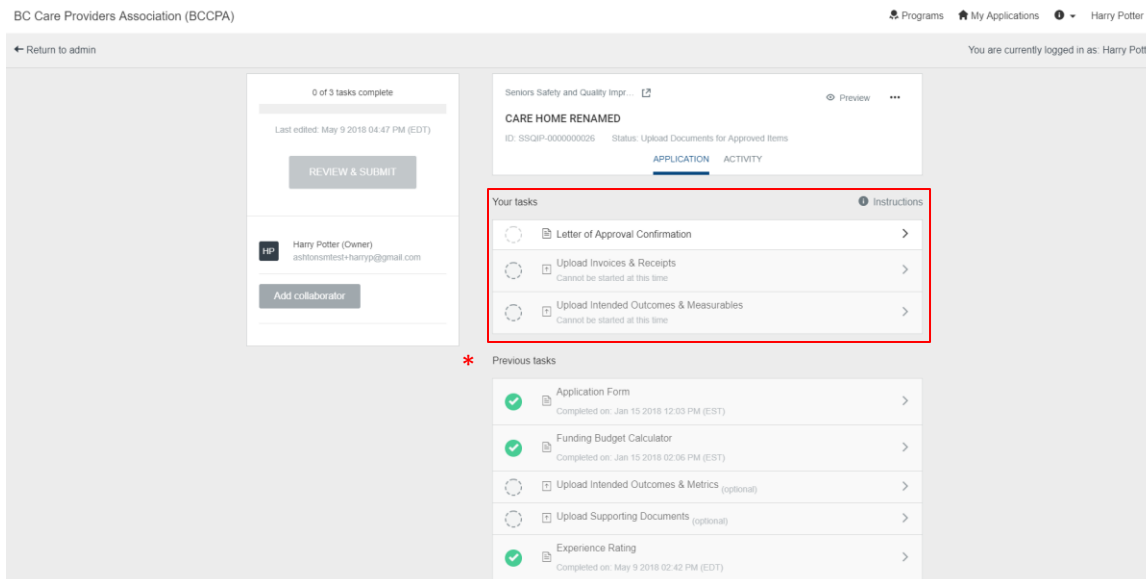 BC Care Providers Association (BCCPA)
Programs My Applications Harry Potter
Return to admin
You are currently logged in as: Harry Pott
0 of 3 tasks complete
Last edited: May 9 2018 04:47 PM (EDT)
REVIEW & SUBMIT
HP
Harry Potter (Owner)
ashtonsmtest+harryp@gmail.com
Add collaborator
Seniors Safety and Quality Impr...
Preview
CARE HOME RENAMED
ID: SSQIP-0000000026 Status: Upload Documents for Approved Items
APPLICATION ACTIVITY
Your tasks
Instructions
Letter of Approval Confirmation
Upload Invoices & Receipts
Cannot be started at this time
Upload Intended Outcomes & Measurables
Cannot be started at this time
* Previous tasks
Application Form
Completed on: Jan 15 2018 12:03 PM (EST)
Funding Budget Calculator
Completed on: Jan 15 2018 02:06 PM (EST)
Upload Intended Outcomes & Metrics (optional)
Upload Supporting Documents (optional)
Experience Rating
Completed on: May 9 2018 02:42 PM (EDT)